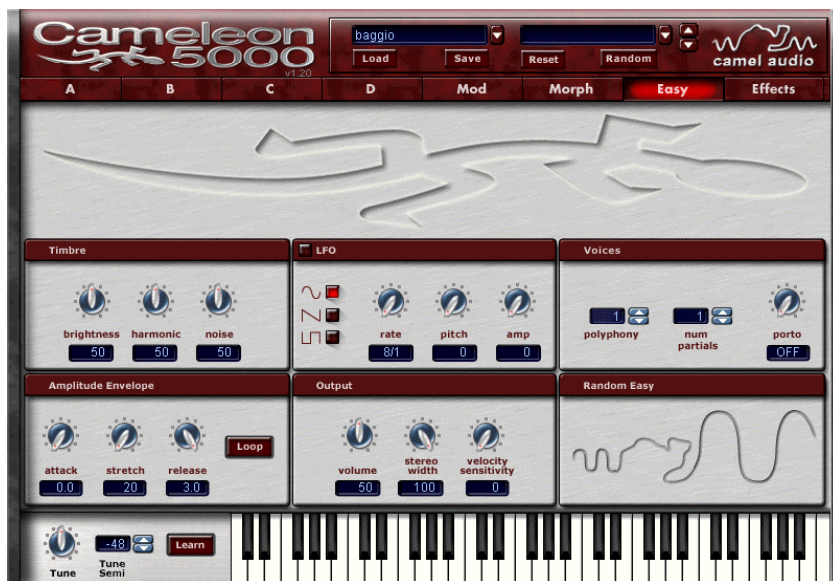 Cameleon
5000
v1.20
baggio
Load Save Reset Random
camel audio
A B C D Mod Morph Easy Effects
Timbre
brightness harmonic noise
50 50 50
LFO
rate pitch amp
8/1 0 0
Voices
1 1
polyphony num partials porto
OFF
Amplitude Envelope
Loop
attack stretch release
0.0 20 3.0
Output
volume stereo width velocity sensitivity
50 100 0
Random Easy
-48 Learn
Tune Tune Semi